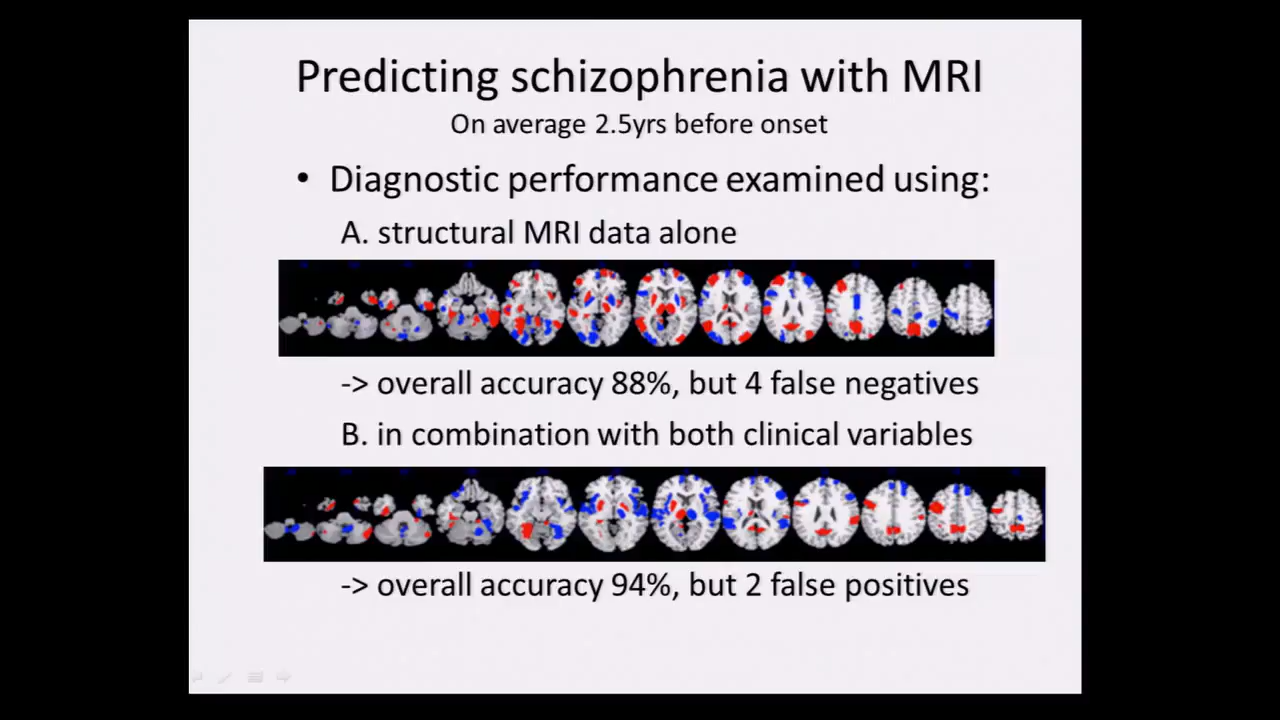 Predicting schizophrenia with MRI
On average 2.5yrs before onset
• Diagnostic performance examined using:
A. structural MRI data alone
-> overall accuracy 88%, but 4 false negatives
B. in combination with both clinical variables
-> overall accuracy 94%, but 2 false positives